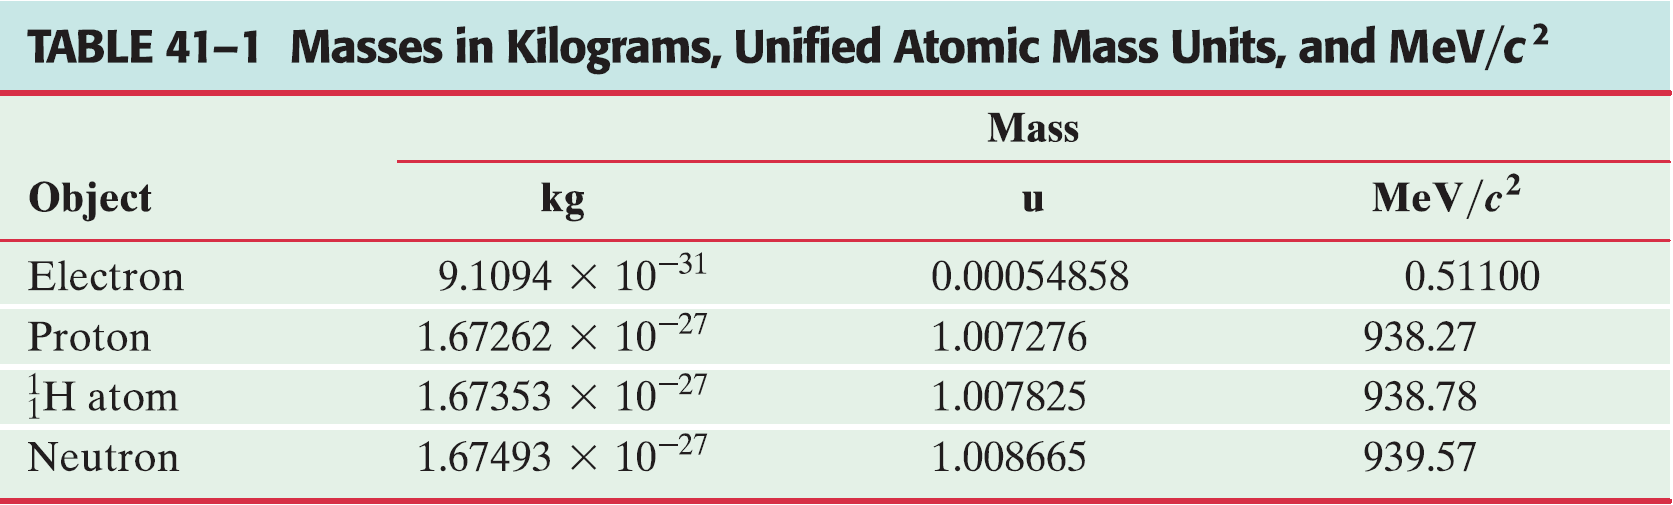 TABLE 41–1 Masses in Kilograms, Unified Atomic Mass Units, and MeV/c²
Mass
Object kg u MeV/c²
Electron 9.1094 × 10⁻³¹ 0.00054858 0.51100
Proton 1.67262 × 10⁻²⁷ 1.007276 938.27
¹₁H atom 1.67353 × 10⁻²⁷ 1.007825 938.78
Neutron 1.67493 × 10⁻²⁷ 1.008665 939.57